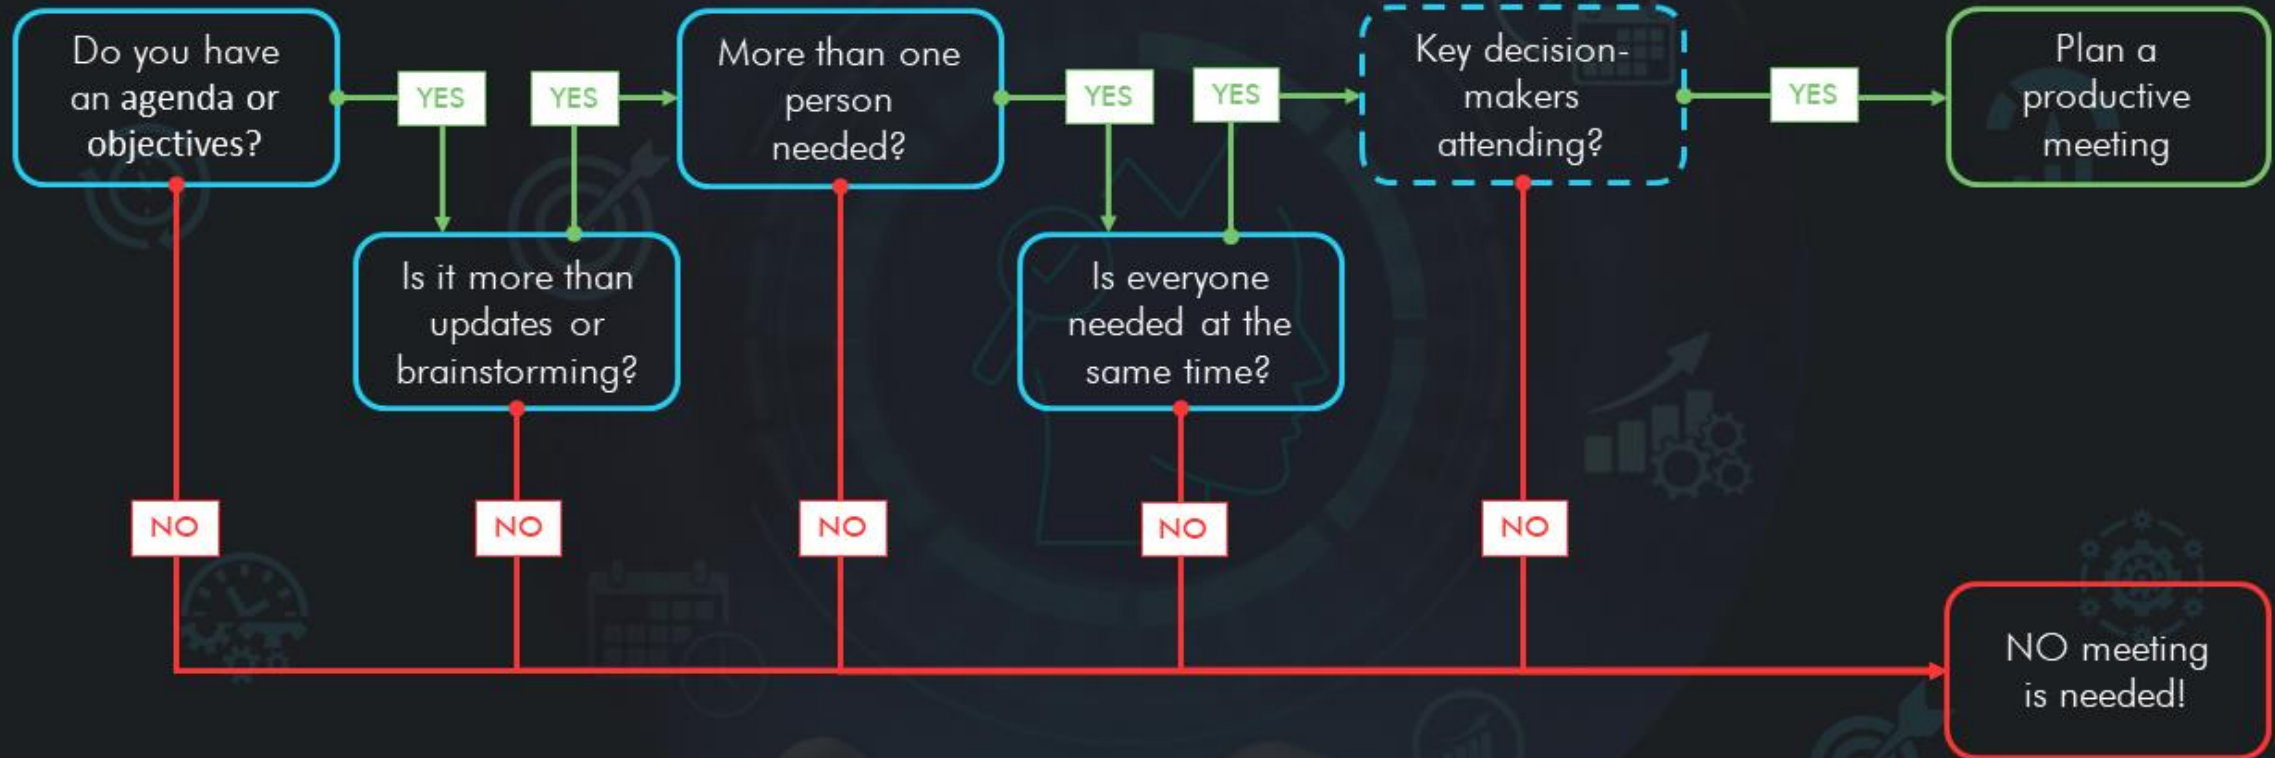 Do you have
an agenda or
objectives?
YES
Is it more than
updates or
brainstorming?
YES
More than one
person
needed?
YES
Is everyone
needed at the
same time?
YES
Key decision-
makers
attending?
YES
Plan a
productive
meeting
NO
NO
NO
NO
NO
NO meeting
is needed!